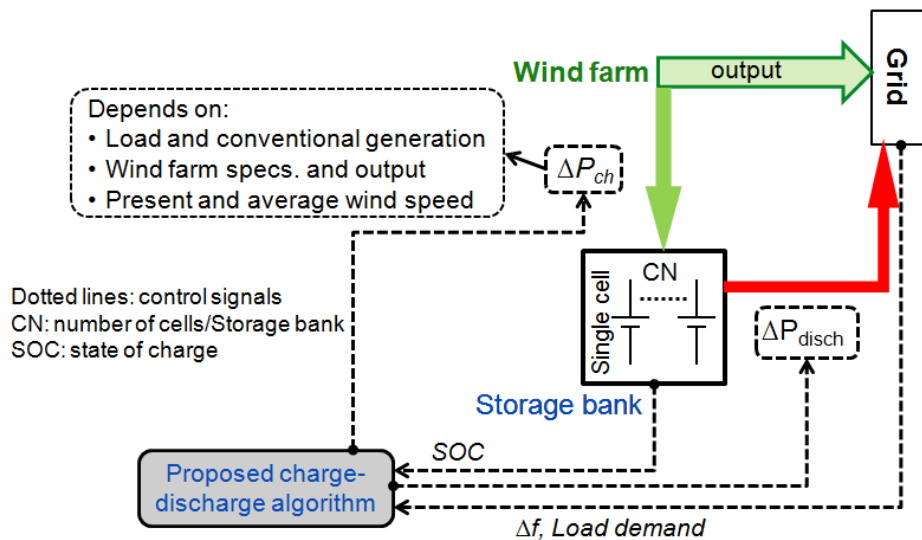 Wind farm
output
Grid
Depends on:
• Load and conventional generation
• Wind farm specs. and output
• Present and average wind speed
ΔP_ch
CN
Single cell
Dotted lines: control signals
CN: number of cells/Storage bank
SOC: state of charge
ΔP_disch
Storage bank
SOC
Proposed charge-
discharge algorithm
Δf, Load demand